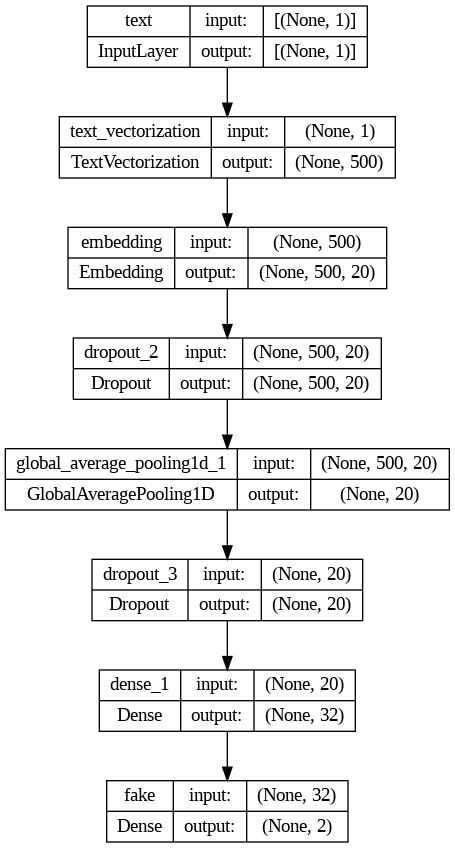 text input: [(None, 1)]
InputLayer output: [(None, 1)]
text_vectorization input: (None, 1)
TextVectorization output: (None, 500)
embedding input: (None, 500)
Embedding output: (None, 500, 20)
dropout_2 input: (None, 500, 20)
Dropout output: (None, 500, 20)
global_average_pooling1d_1 input: (None, 500, 20)
GlobalAveragePooling1D output: (None, 20)
dropout_3 input: (None, 20)
Dropout output: (None, 20)
dense_1 input: (None, 20)
Dense output: (None, 32)
fake input: (None, 32)
Dense output: (None, 2)